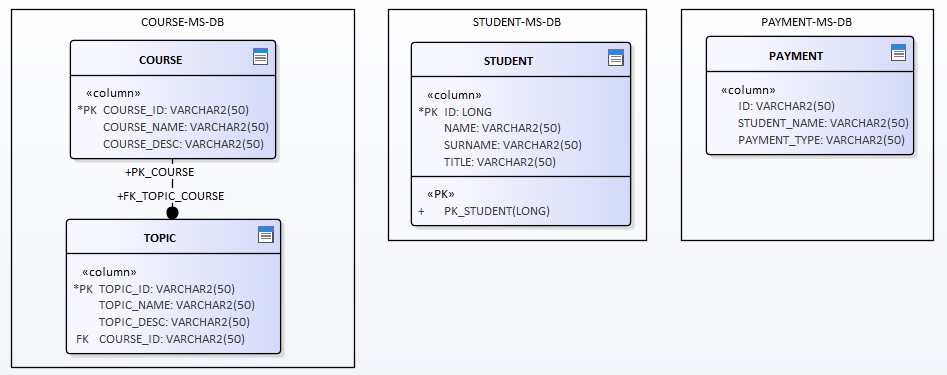 COURSE-MS-DB
COURSE
«column»
*PK COURSE_ID: VARCHAR2(50)
COURSE_NAME: VARCHAR2(50)
COURSE_DESC: VARCHAR2(50)
+PK_COURSE
+FK_TOPIC_COURSE
TOPIC
«column»
*PK TOPIC_ID: VARCHAR2(50)
TOPIC_NAME: VARCHAR2(50)
TOPIC_DESC: VARCHAR2(50)
FK COURSE_ID: VARCHAR2(50)
STUDENT-MS-DB
STUDENT
«column»
*PK ID: LONG
NAME: VARCHAR2(50)
SURNAME: VARCHAR2(50)
TITLE: VARCHAR2(50)
«PK»
+ PK_STUDENT(LONG)
PAYMENT-MS-DB
PAYMENT
«column»
ID: VARCHAR2(50)
STUDENT_NAME: VARCHAR2(50)
PAYMENT_TYPE: VARCHAR2(50)